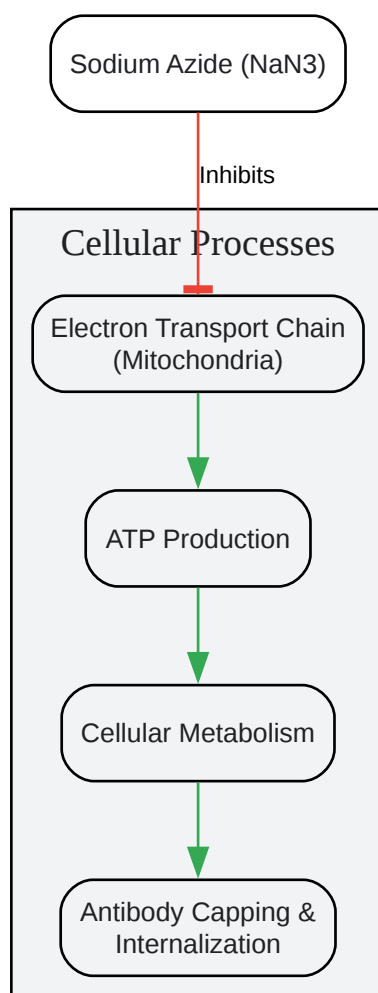 Sodium Azide (NaN3)
Inhibits
Cellular Processes
Electron Transport Chain
(Mitochondria)
ATP Production
Cellular Metabolism
Antibody Capping &
Internalization